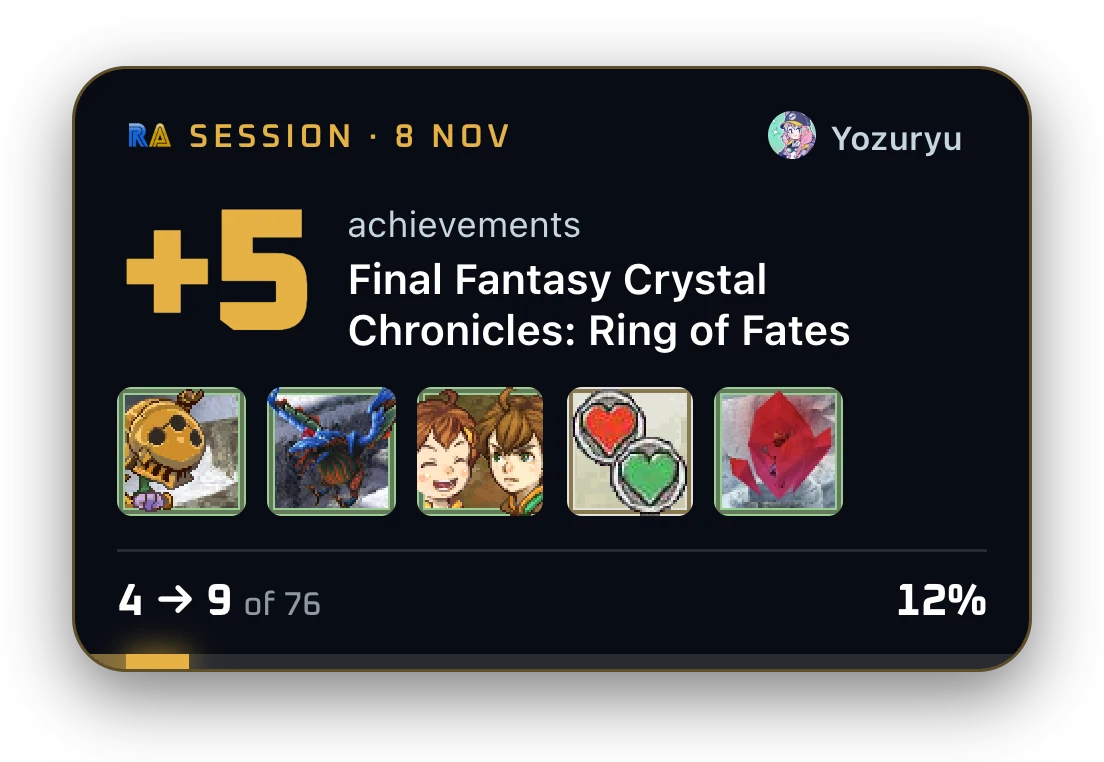 RA SESSION · 8 NOV
Yozuryu
+5
achievements
Final Fantasy Crystal
Chronicles: Ring of Fates
4 → 9 of 76
12%